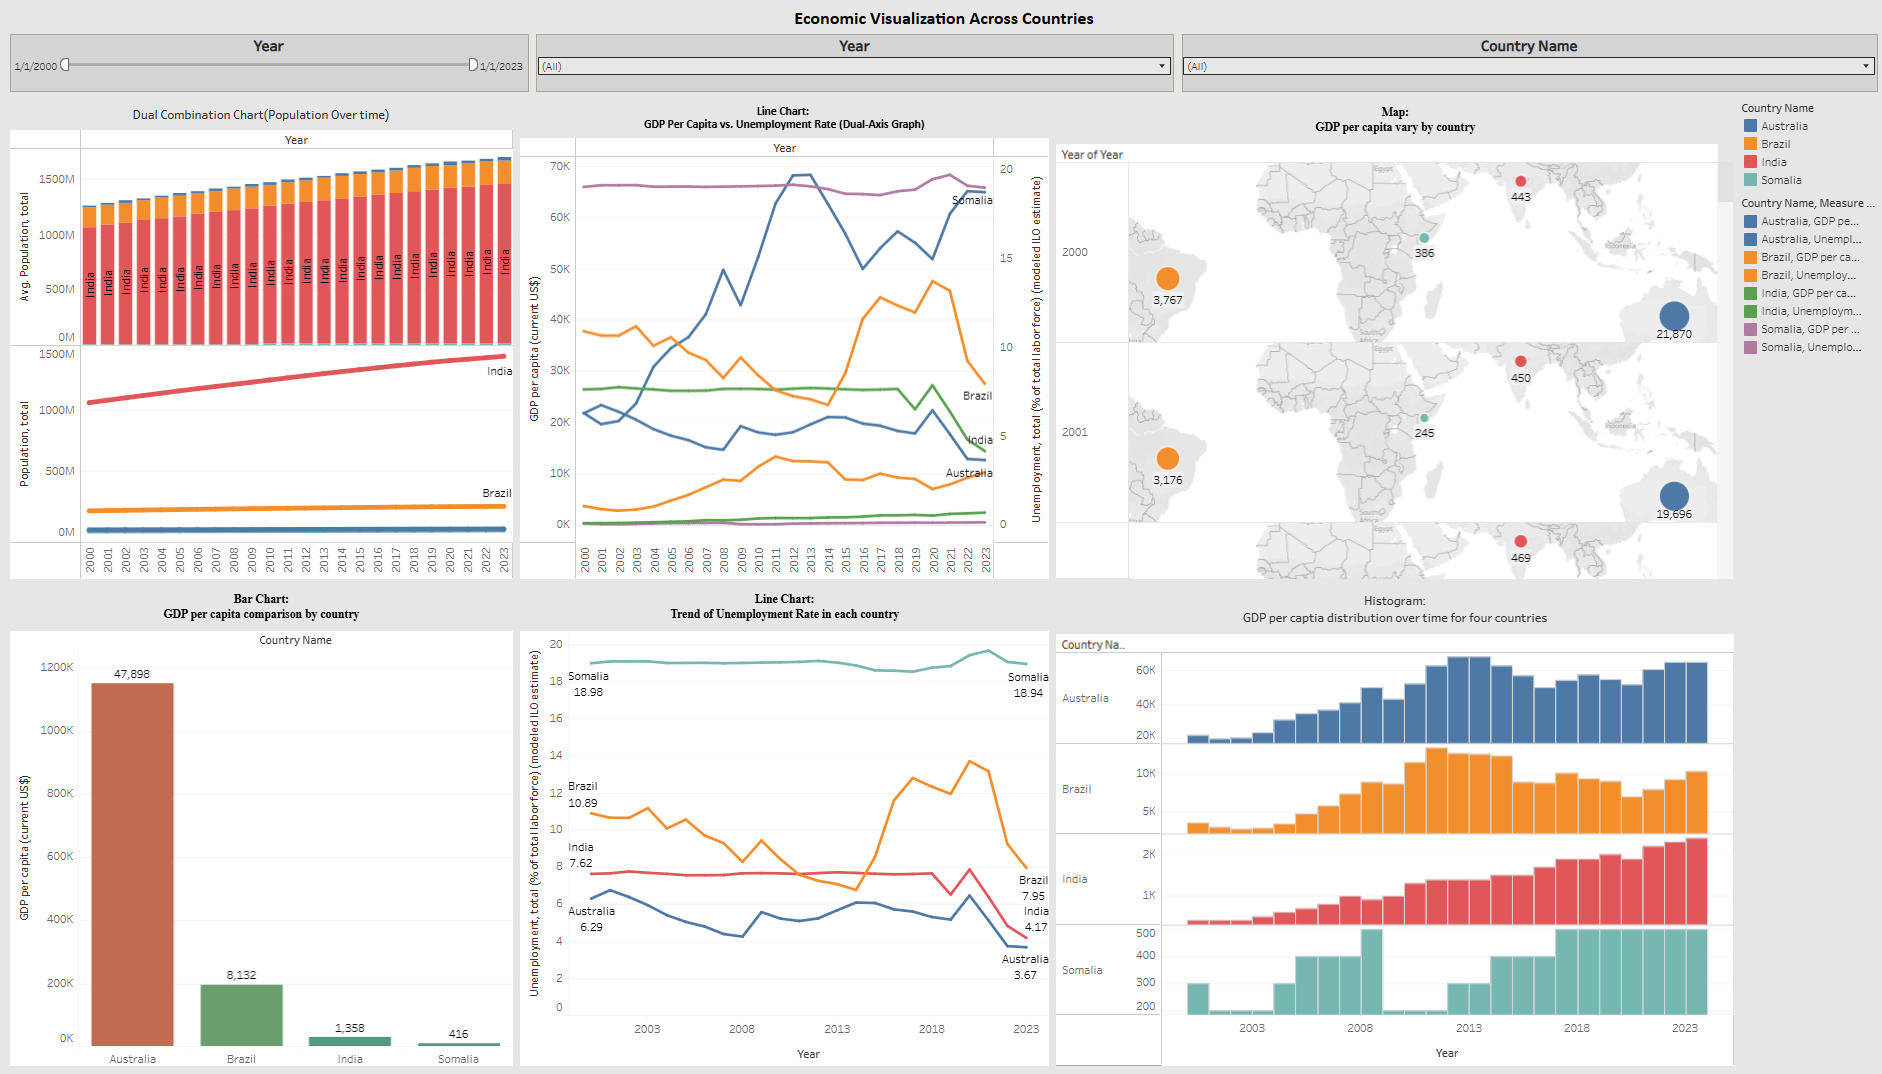 Economic Visualization Across Countries
Year
1/1/2000
1/1/2023
Year
(All)
Country Name
(All)
Dual Combination Chart(Population Over time)
Year
Avg. Population, total
1500M
1000M
500M
0M
India India India India India India India India India India India India India India India India India India India India India India India India
Population, total
1500M
1000M
500M
0M
India
Brazil
2000 2001 2002 2003 2004 2005 2006 2007 2008 2009 2010 2011 2012 2013 2014 2015 2016 2017 2018 2019 2020 2021 2022 2023
Line Chart:
GDP Per Capita vs. Unemployment Rate (Dual-Axis Graph)
Year
GDP per capita (current US$)
70K
60K
50K
40K
30K
20K
10K
0K
Somalia
Brazil
India
Australia
20
15
10
5
0
Unemployment, total (% of total labor force) (modeled ILO estimate)
2000 2001 2002 2003 2004 2005 2006 2007 2008 2009 2010 2011 2012 2013 2014 2015 2016 2017 2018 2019 2020 2021 2022 2023
Map:
GDP per capita vary by country
Year of Year
2000
Egypt
443
386
Indonesia
3,767
South Africa
21,870
2001
Egypt
450
245
Indonesia
3,176
South Africa
19,696
Egypt
469
Country Name
Australia
Brazil
India
Somalia
Country Name, Measure ...
Australia, GDP pe...
Australia, Unempl...
Brazil, GDP per ca...
Brazil, Unemploy...
India, GDP per ca...
India, Unemploym...
Somalia, GDP per ...
Somalia, Unemplo...
Bar Chart:
GDP per capita comparison by country
Country Name
GDP per capita (current US$)
1200K
1000K
800K
600K
400K
200K
0K
47,898
8,132
1,358
416
Australia
Brazil
India
Somalia
Line Chart:
Trend of Unemployment Rate in each country
Unemployment, total (% of total labor force) (modeled ILO estimate)
20
18
16
14
12
10
8
6
4
2
0
Somalia
18.98
Somalia
18.94
Brazil
10.89
India
7.62
Australia
6.29
Brazil
7.95
India
4.17
Australia
3.67
2003
2008
2013
2018
2023
Year
Histogram:
GDP per captia distribution over time for four countries
Country Na..
Australia
60K
40K
20K
Brazil
10K
5K
India
2K
1K
Somalia
500
400
300
200
2003
2008
2013
2018
2023
Year